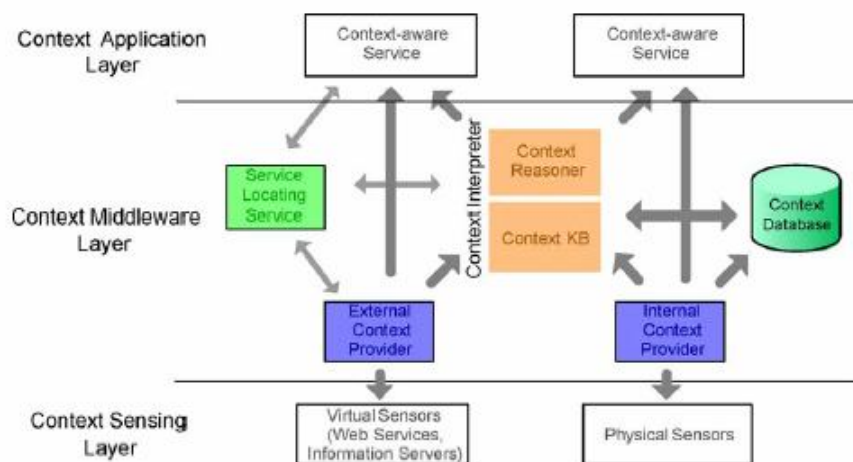 Context Application
Layer
Context-aware
Service
Context-aware
Service
Service
Locating
Service
Context Middleware
Layer
Context Interpreter
Context
Reasoner
Context KB
Context
Database
External
Context
Provider
Internal
Context
Provider
Context Sensing
Layer
Virtual Sensors
(Web Services,
Information Servers)
Physical Sensors